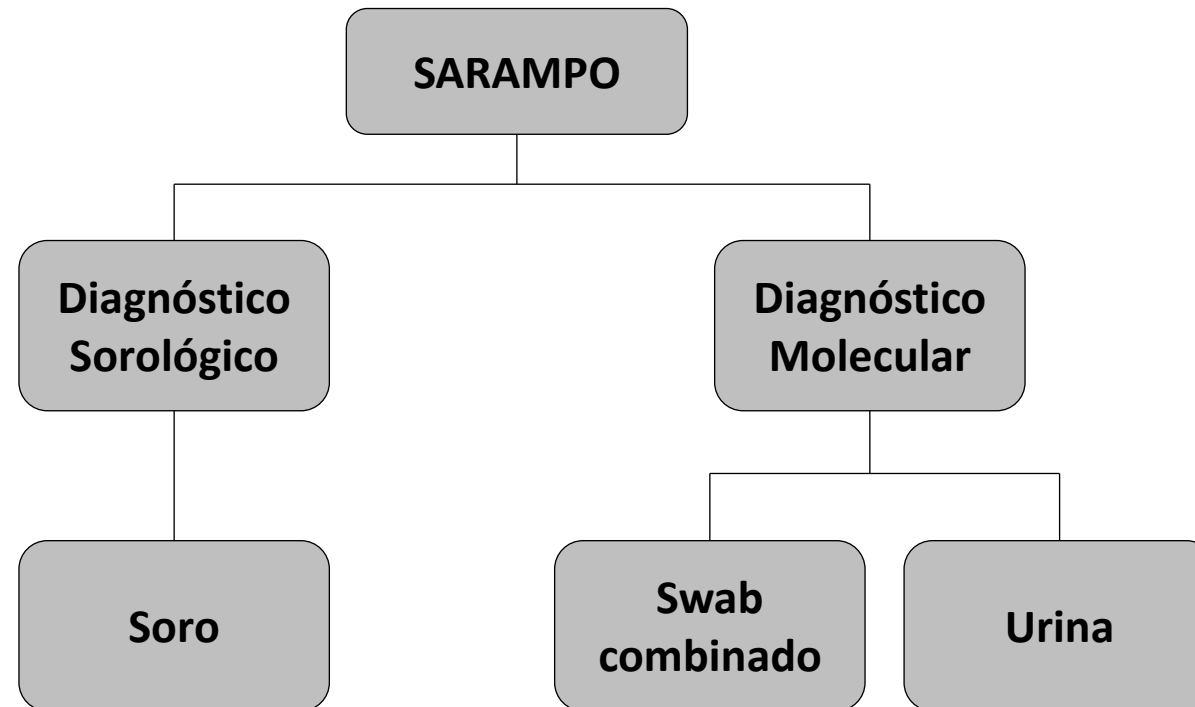 SARAMPO
Diagnóstico
Sorológico
Diagnóstico
Molecular
Soro
Swab
combinado
Urina